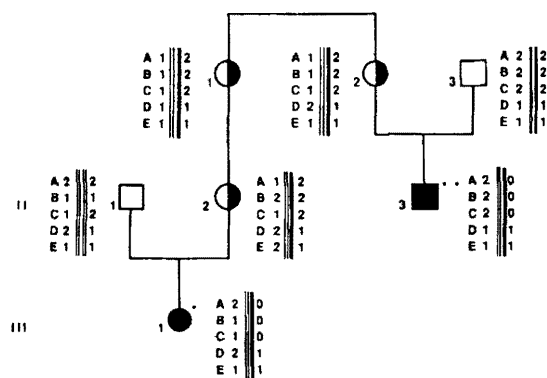 A 1 2 A 1 2 A 2 2
B 1 2 B 1 2 B 2 2
C 1 2 C 1 2 C 2 2
D 1 1 D 2 1 D 1 1
E 1 1 E 1 1 E 1 1
1 2 3
II
A 2 2 A 1 2 A 2 0
B 1 1 B 2 2 B 2 0
C 1 2 C 2 2 C 2 0
D 2 1 D 2 1 D 1 1
E 1 1 E 1 1 E 1 1
1 2 3
III
1
A 2 0
B 1 0
C 1 0
D 2 1
E 1 1